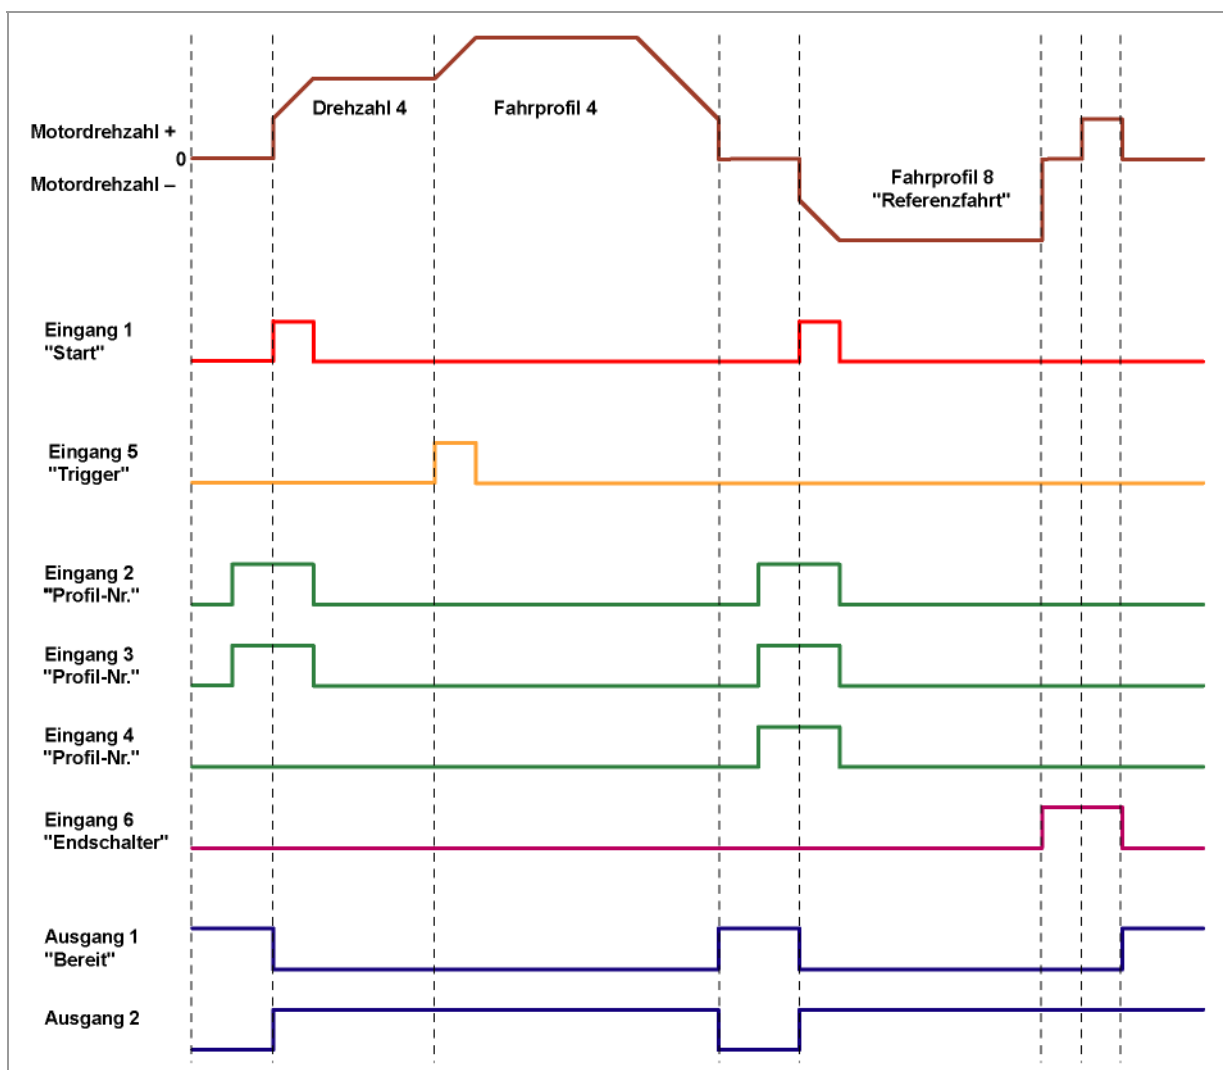 Drehzahl 4
Fahrprofil 4
Motordrehzahl +
0
Motordrehzahl –
Fahrprofil 8
"Referenzfahrt"
Eingang 1
"Start"
Eingang 5
"Trigger"
Eingang 2
"Profil-Nr."
Eingang 3
"Profil-Nr."
Eingang 4
"Profil-Nr."
Eingang 6
"Endschalter"
Ausgang 1
"Bereit"
Ausgang 2